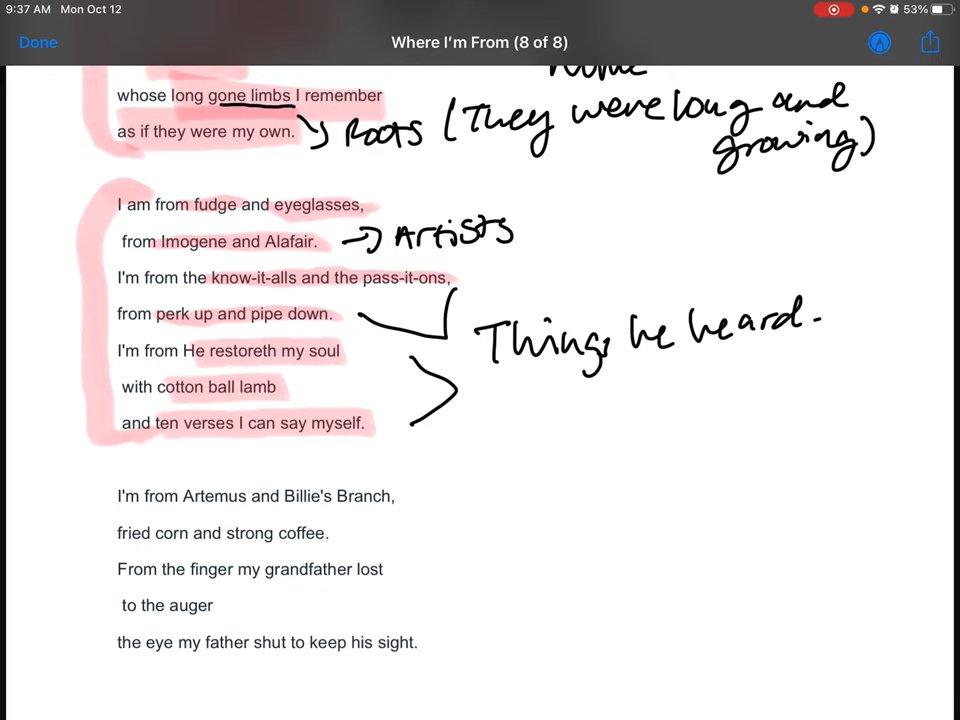 9:37 AM Mon Oct 12
53%
Done
Where I'm From (8 of 8)
whose long gone limbs I remember
as if they were my own.
Roots (They were long and
growing)
I am from fudge and eyeglasses,
from Imogene and Alafair.
Artists
I'm from the know-it-alls and the pass-it-ons,
from perk up and pipe down.
Things he heard.
I'm from He restoreth my soul
with cotton ball lamb
and ten verses I can say myself.
I'm from Artemus and Billie's Branch,
fried corn and strong coffee.
From the finger my grandfather lost
to the auger
the eye my father shut to keep his sight.